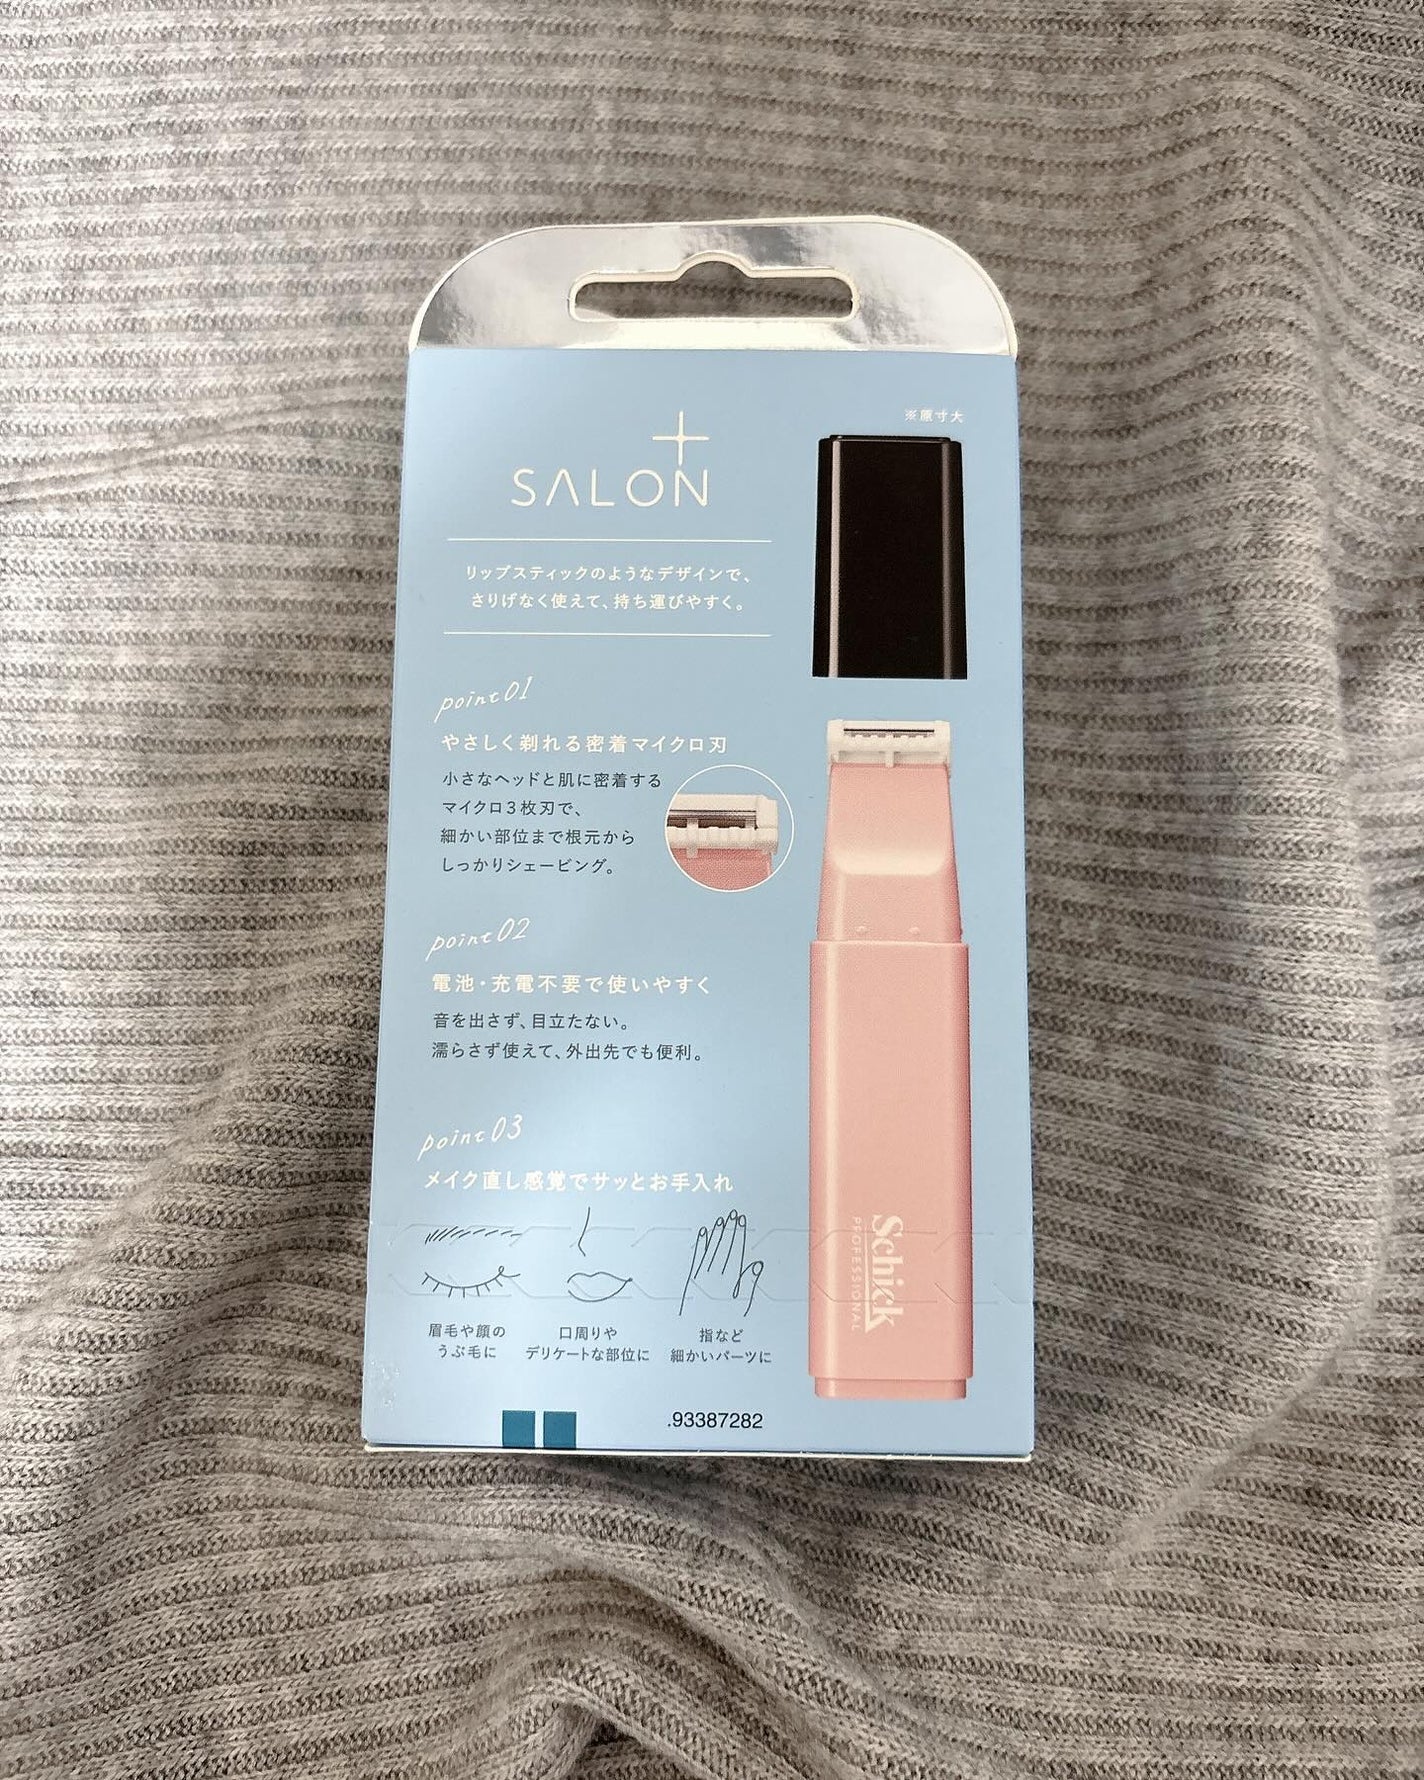 ※原寸大
+
SALON
リップスティックのようなデザインで、
さりげなく使えて、持ち運びやすく。
point01
やさしく剃れる密着マイクロ刃
小さなヘッドと肌に密着する
マイクロ3枚刃で、
細かい部位まで根元から
しっかりシェービング。
point02
電池・充電不要で使いやすく
音を出さず、目立たない。
濡らさず使えて、外出先でも便利。
point03
メイク直し感覚でサッとお手入れ
眉毛や顔の
うぶ毛に
口周りや
デリケートな部位に
指など
細かいパーツに
Schick
PROFESSIONAL
.93387282